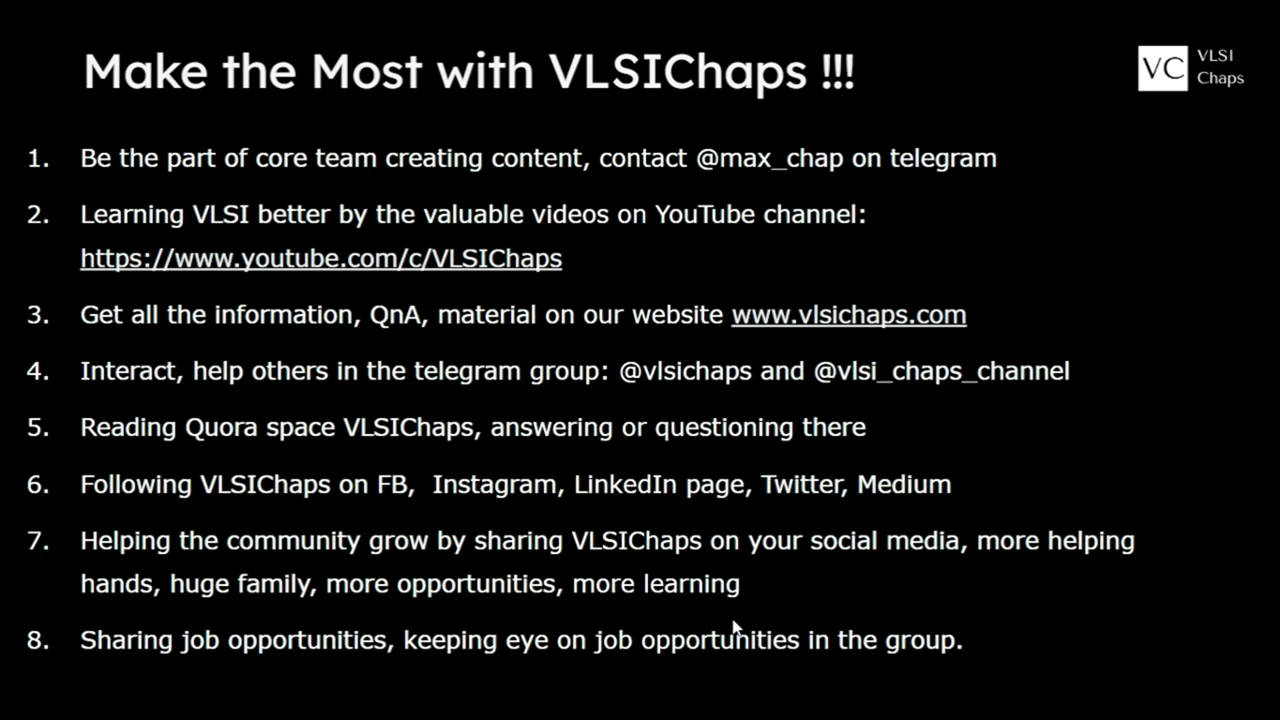 Make the Most with VLSIChaps !!!
VC
VLSI
Chaps
1. Be the part of core team creating content, contact @max_chap on telegram
2. Learning VLSI better by the valuable videos on YouTube channel:
https://www.youtube.com/c/VLSIChaps
3. Get all the information, QnA, material on our website www.vlsichaps.com
4. Interact, help others in the telegram group: @vlsichaps and @vlsi_chaps_channel
5. Reading Quora space VLSIChaps, answering or questioning there
6. Following VLSIChaps on FB,  Instagram, LinkedIn page, Twitter, Medium
7. Helping the community grow by sharing VLSIChaps on your social media, more helping
hands, huge family, more opportunities, more learning
8. Sharing job opportunities, keeping eye on job opportunities in the group.